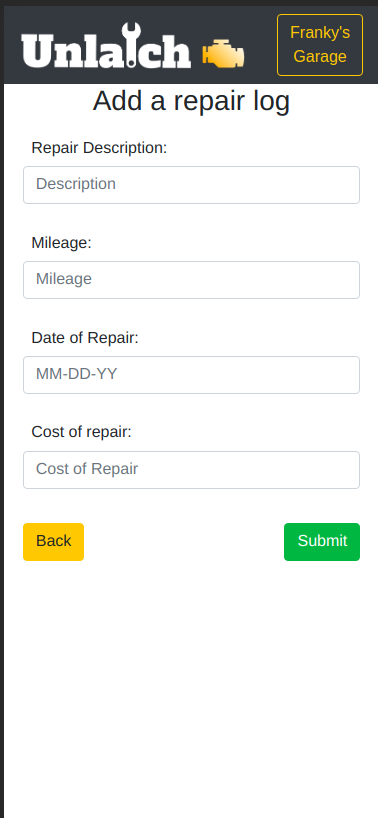 Unlatch
Franky's
Garage
Add a repair log
Repair Description:
Description
Mileage:
Mileage
Date of Repair:
MM-DD-YY
Cost of repair:
Cost of Repair
Back
Submit